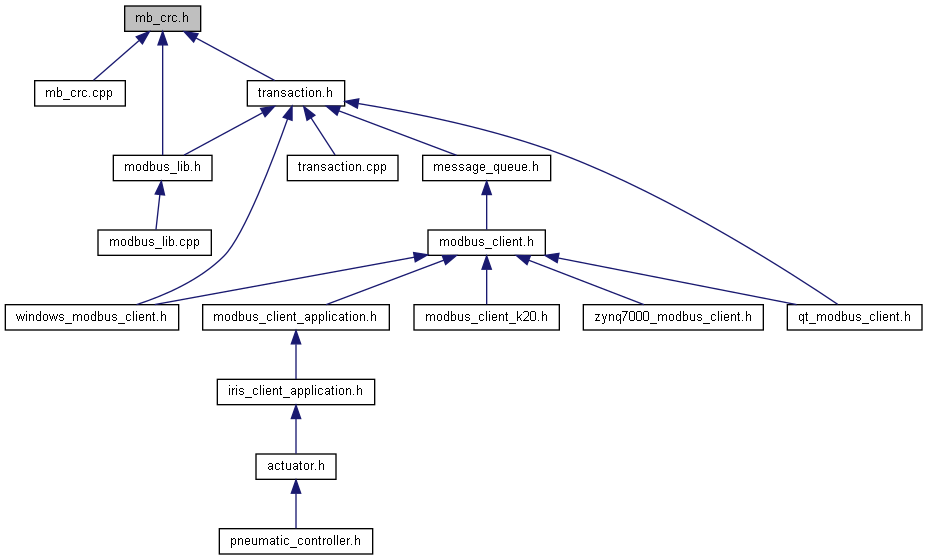 mb_crc.h
mb_crc.cpp
transaction.h
modbus_lib.h
transaction.cpp
message_queue.h
modbus_lib.cpp
modbus_client.h
windows_modbus_client.h
modbus_client_application.h
modbus_client_k20.h
zynq7000_modbus_client.h
qt_modbus_client.h
iris_client_application.h
actuator.h
pneumatic_controller.h